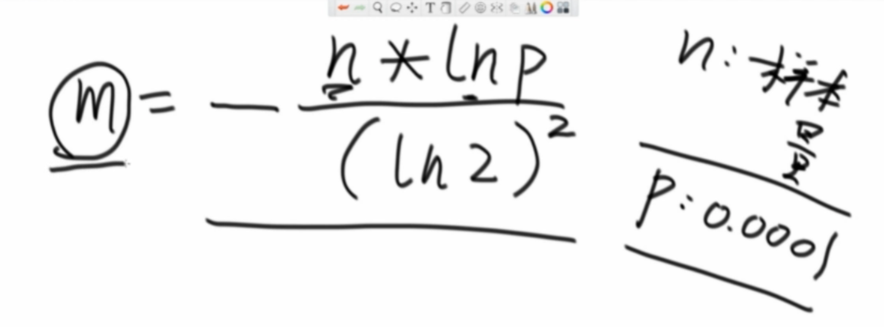 m = - n * ln p / (ln 2)²
n: 样本量
p: 0.0001